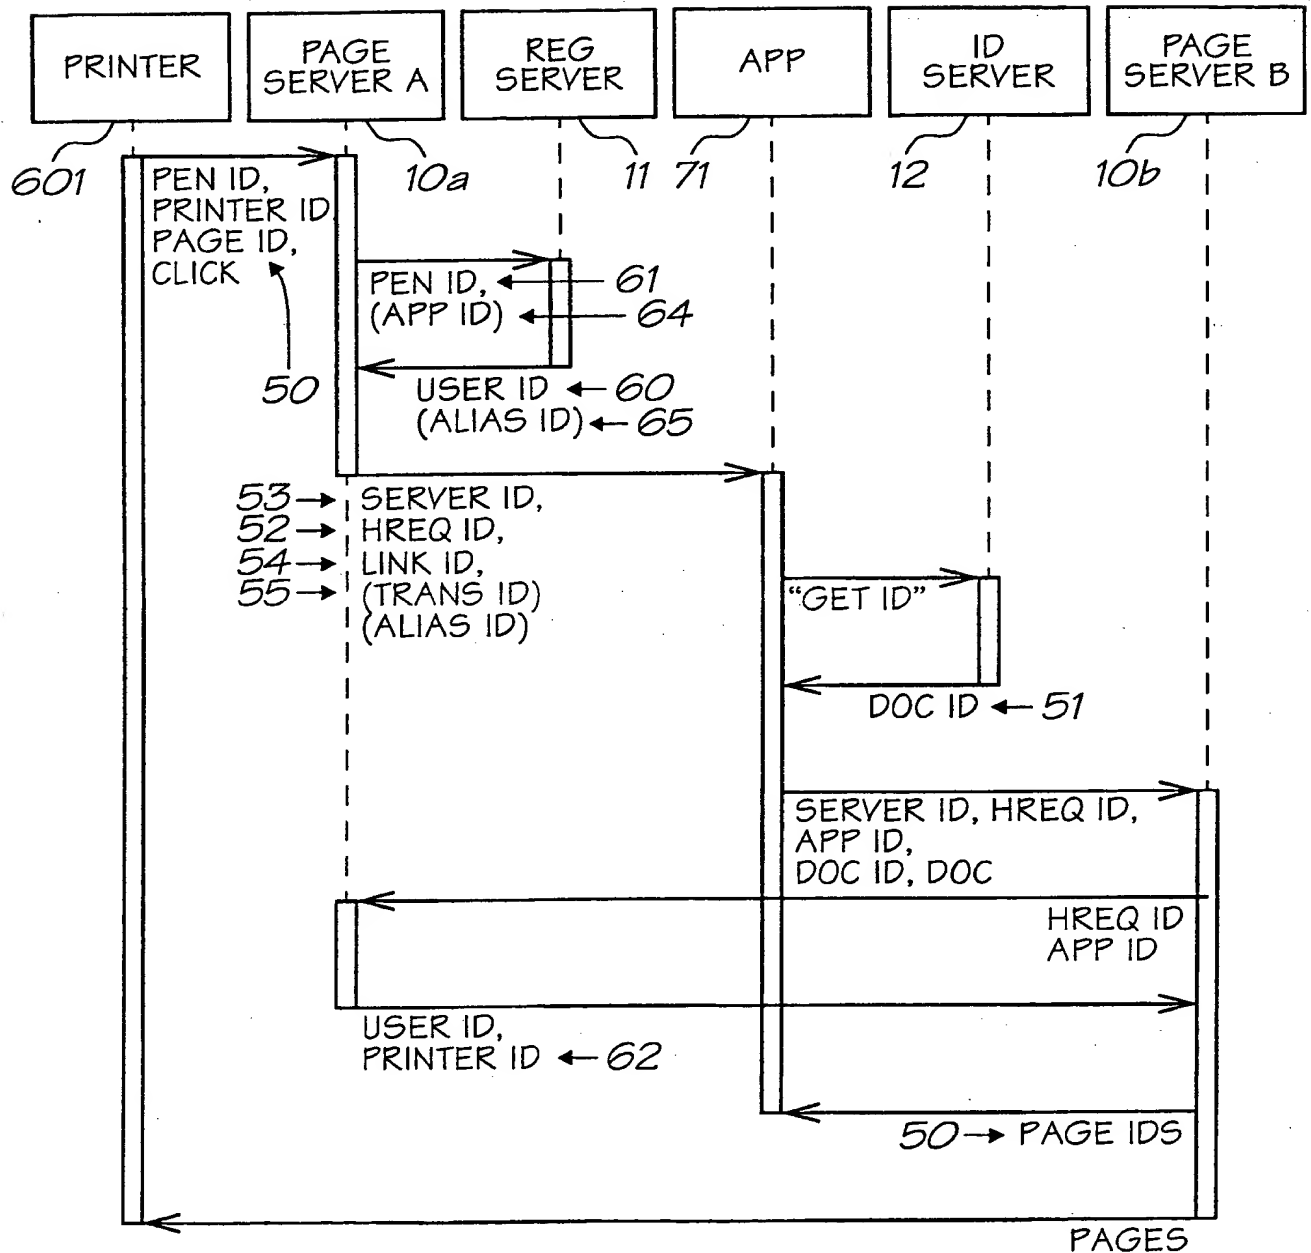 PRINTER
PAGE
SERVER A
REG
SERVER
APP
ID
SERVER
PAGE
SERVER B
601
10a
11
71
12
10b
PEN ID,
PRINTER ID
PAGE ID,
CLICK
50
PEN ID,
61
(APP ID)
64
USER ID
60
(ALIAS ID)
65
53
SERVER ID,
52
HREQ ID,
54
LINK ID,
55
(TRANS ID)
(ALIAS ID)
"GET ID"
DOC ID
51
SERVER ID, HREQ ID,
APP ID,
DOC ID, DOC
HREQ ID
APP ID
USER ID,
PRINTER ID
62
50
PAGE IDS
PAGES